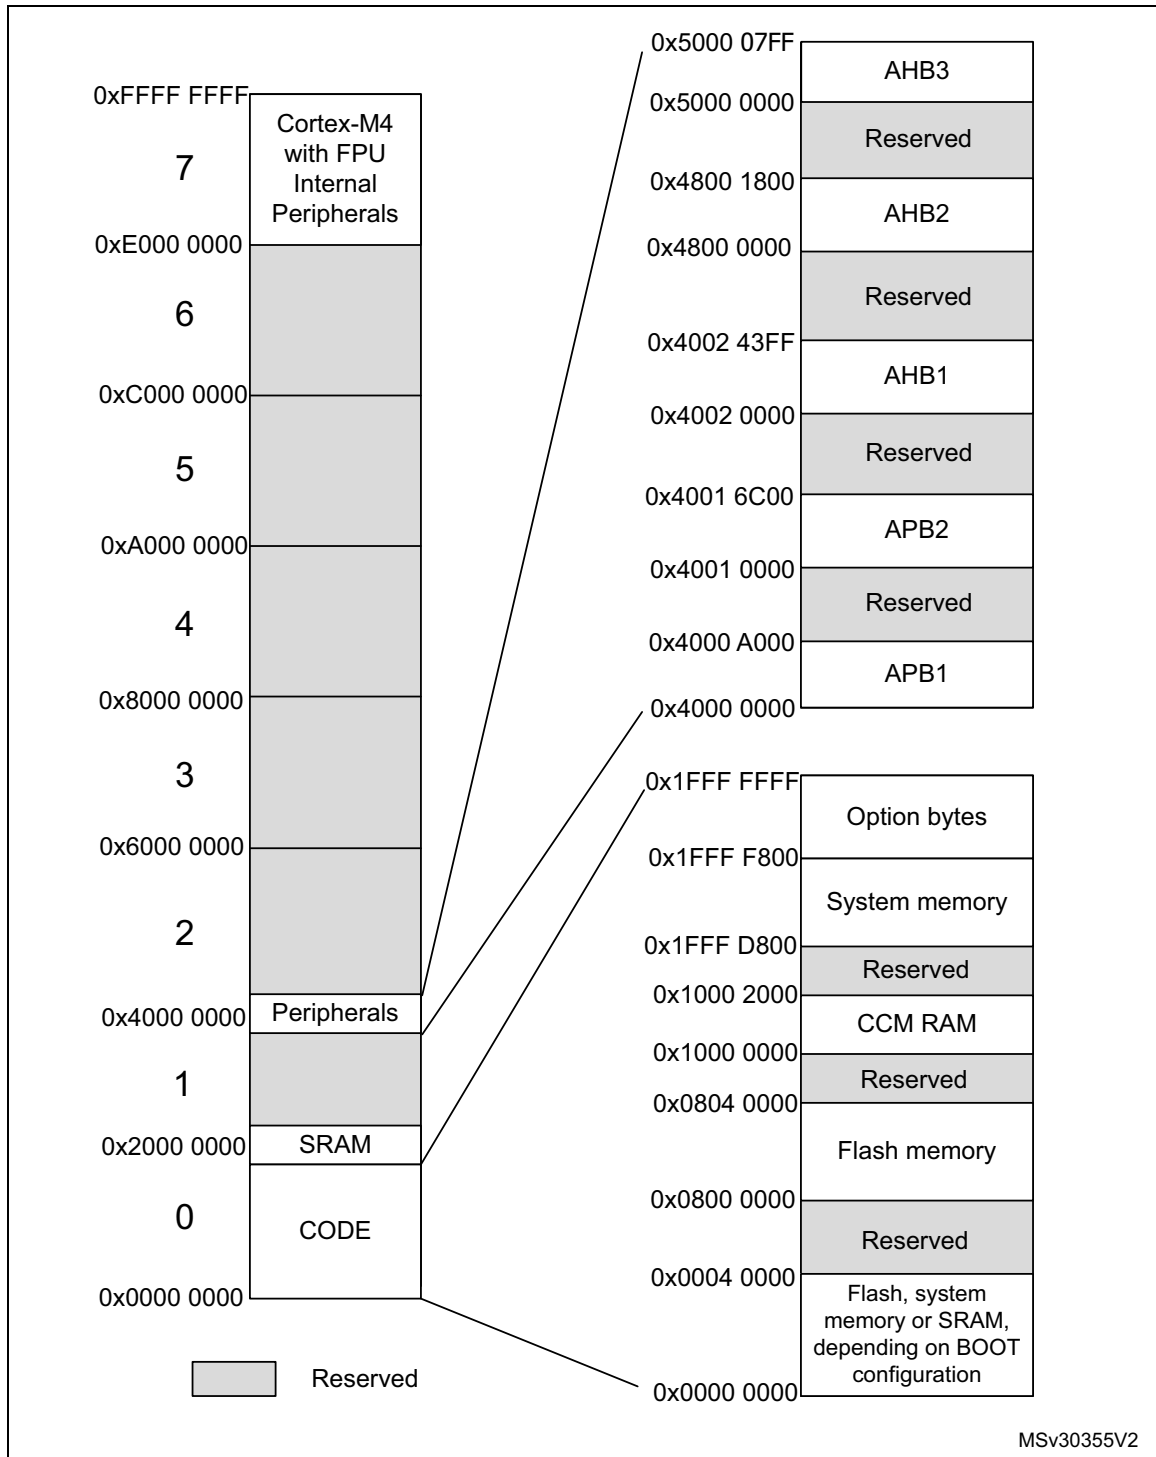 0xFFFF FFFF
7
Cortex-M4
with FPU
Internal
Peripherals
0xE000 0000
6
0xC000 0000
5
0xA000 0000
4
0x8000 0000
3
0x6000 0000
2
0x4000 0000
Peripherals
1
0x2000 0000
SRAM
0
CODE
0x0000 0000
Reserved
0x5000 07FF
AHB3
0x5000 0000
Reserved
0x4800 1800
AHB2
0x4800 0000
Reserved
0x4002 43FF
AHB1
0x4002 0000
Reserved
0x4001 6C00
APB2
0x4001 0000
Reserved
0x4000 A000
APB1
0x4000 0000
0x1FFF FFFF
Option bytes
0x1FFF F800
System memory
0x1FFF D800
Reserved
0x1000 2000
CCM RAM
0x1000 0000
Reserved
0x0804 0000
Flash memory
0x0800 0000
Reserved
0x0004 0000
Flash, system
memory or SRAM,
depending on BOOT
configuration
0x0000 0000
MSv30355V2